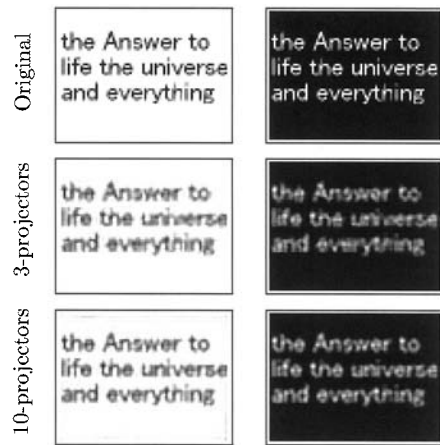 Original
the Answer to
life the universe
and everything
the Answer to
life the universe
and everything
3-projectors
the Answer to
life the universe
and everything
the Answer to
life the universe
and everything
10-projectors
the Answer to
life the universe
and everything
the Answer to
life the universe
and everything